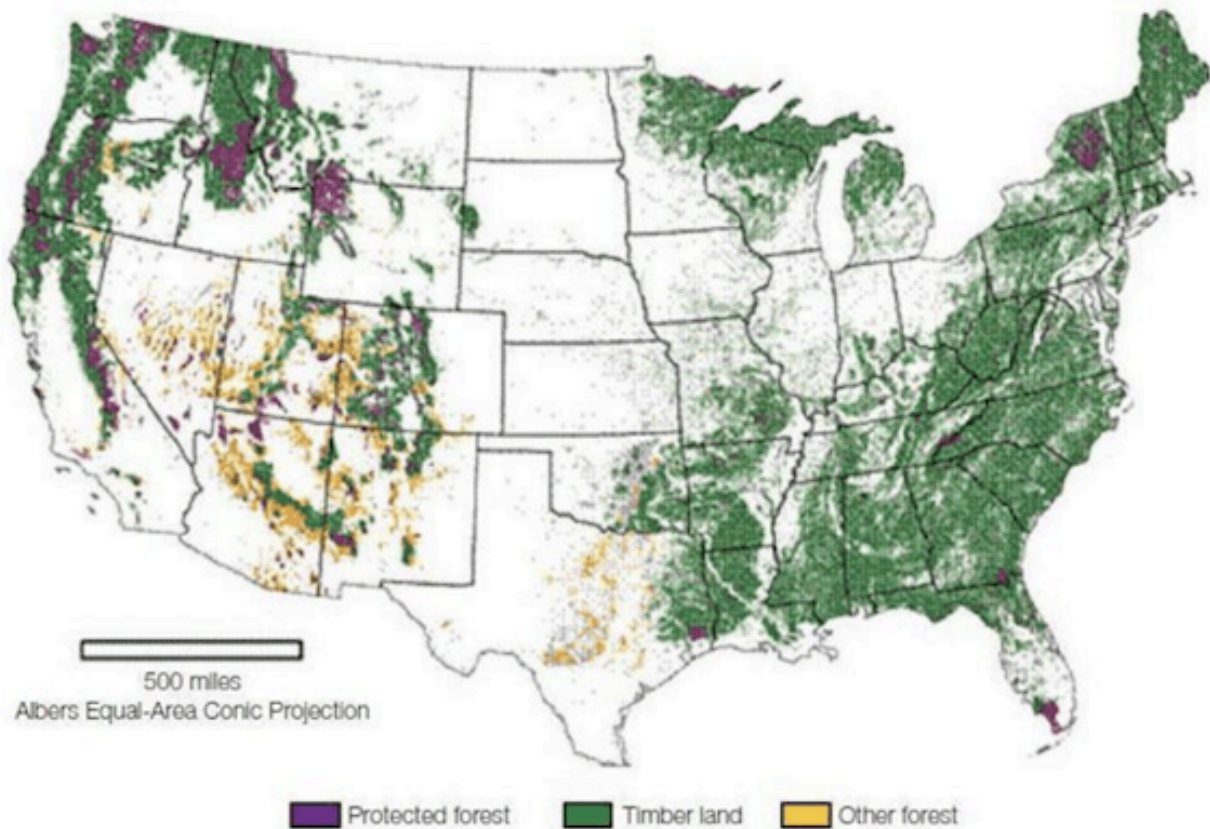 500 miles
Albers Equal-Area Conic Projection
Protected forest Timber land Other forest